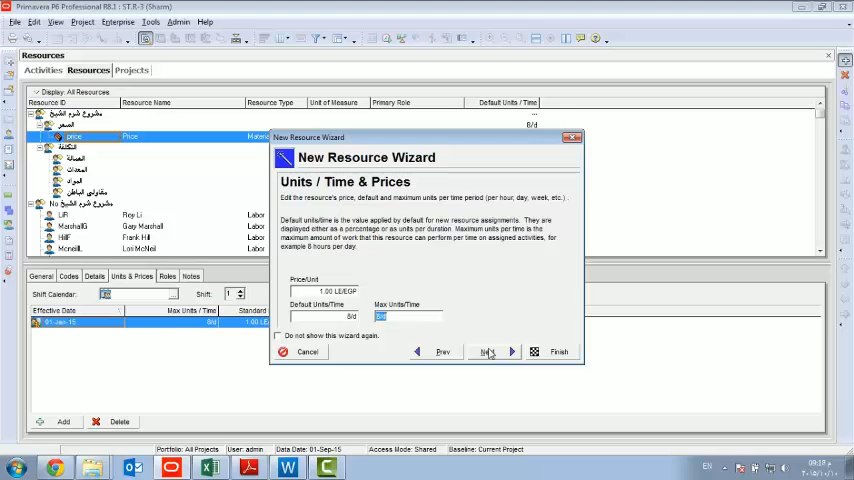 Primavera P6 Professional R8.1 : ST.R-3 (Sharm)
File Edit View Project Enterprise Tools Admin Help
Resources
Activities Resources Projects
Display: All Resources
Resource ID Resource Name Resource Type Unit of Measure Primary Role Default Units / Time
مشروع شرم الشيخ ...
السعر 8/d
price Price Materia
التكلفة
العمالة
المعدات
المواد
مقاولى الباطن
No مشروع شرم الشيخ
LiR Roy Li Labor
MarshallG Gary Marshall Labor
HillF Frank Hill Labor
McneilL Lori McNeil Labor
New Resource Wizard
New Resource Wizard
Units / Time & Prices
Edit the resource's price, default and maximum units per time period (per hour, day, week, etc.) .
Default units/time is the value applied by default for new resource assignments. They are
displayed either as a percentage or as units per duration. Maximum units per time is the
maximum amount of work that this resource can perform per time on assigned activities, for
example 8 hours per day.
Price/Unit
1.00 LE/EGP
Default Units/Time Max Units/Time
8/d 8/d
Do not show this wizard again.
Cancel Prev Next Finish
General Codes Details Units & Prices Roles Notes
Shift Calendar: ... Shift: 1
Effective Date Max Units / Time Standard
01-Jan-15 8/d 1.00 LE/
Add Delete
Portfolio: All Projects User: admin Data Date: 01-Sep-15 Access Mode: Shared Baseline: Current Project
EN